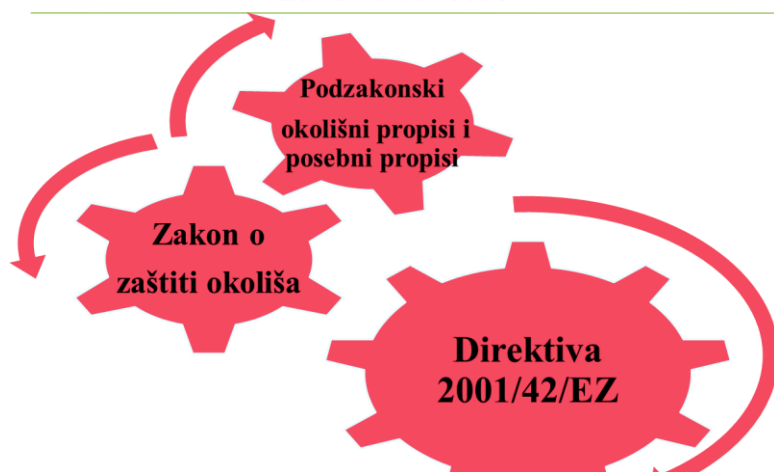 Podzakonski
okolišni propisi i
posebni propisi
Zakon o
zaštiti okoliša
Direktiva
2001/42/EZ